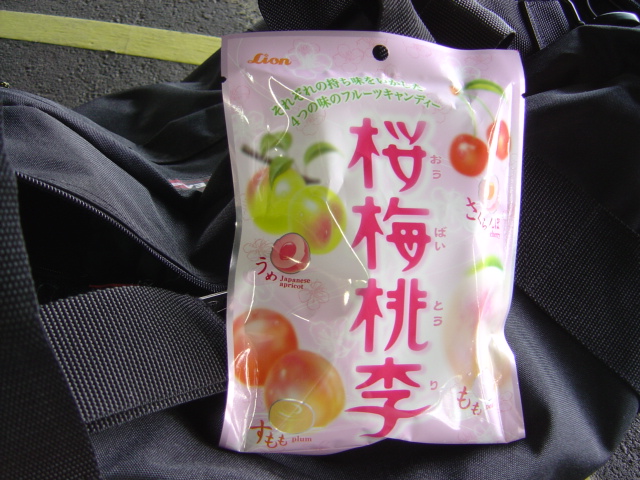 Lion
それぞれの持ち味をいかした
4つの味のフルーツキャンディー
桜梅桃李
おう
ばい
とう
り
さくらんぼ
うめ
Japanese
apricot
もも
すもも
plum